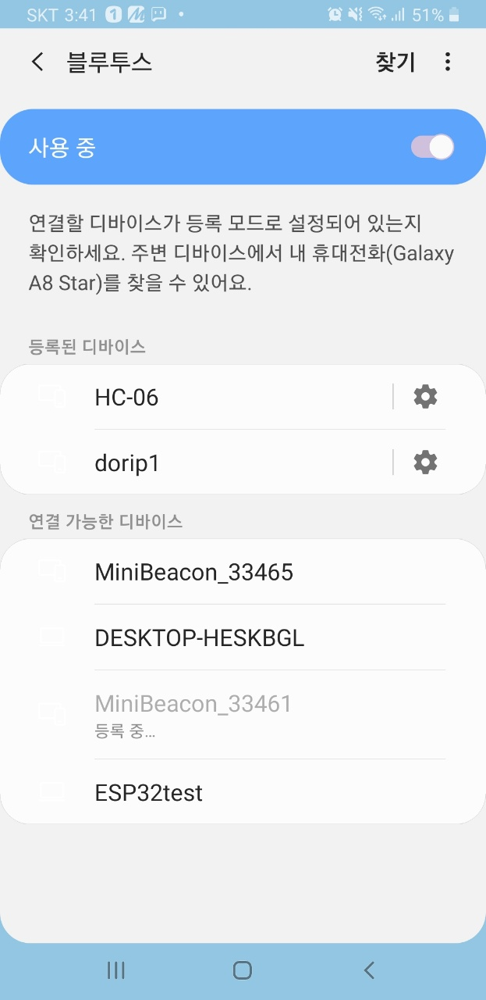 SKT 3:41 1 51%
블루투스 찾기
사용 중
연결할 디바이스가 등록 모드로 설정되어 있는지
확인하세요. 주변 디바이스에서 내 휴대전화(Galaxy
A8 Star)를 찾을 수 있어요.
등록된 디바이스
HC-06
dorip1
연결 가능한 디바이스
MiniBeacon_33465
DESKTOP-HESKBGL
MiniBeacon_33461
등록 중...
ESP32test